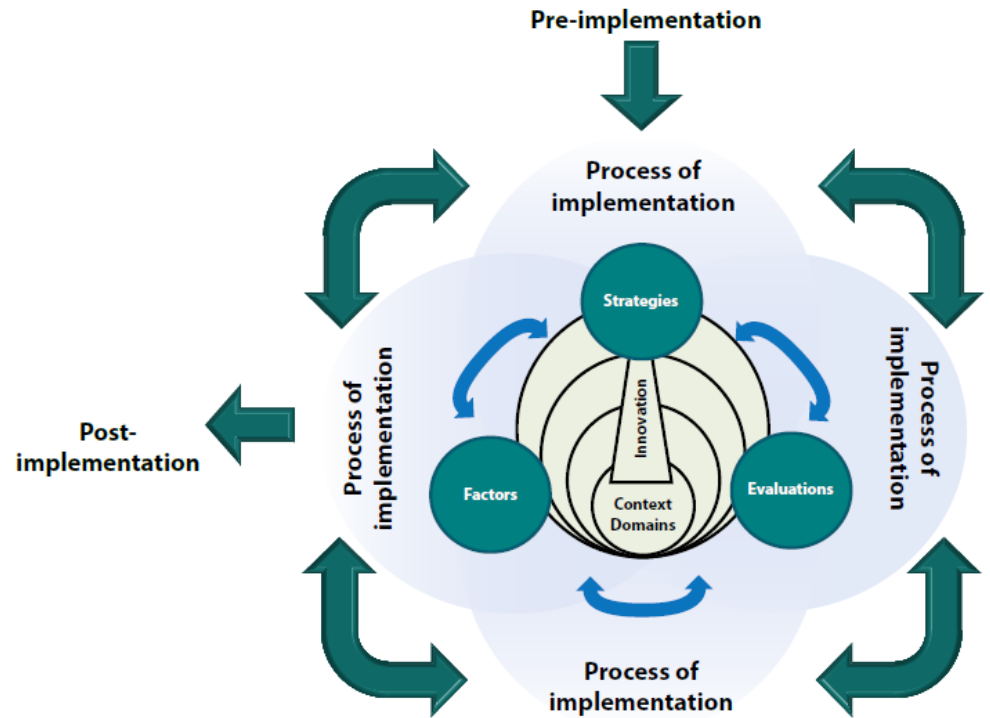 Pre-implementation
Process of
implementation
Strategies
Process of
implementation
Innovation
Process of
implementation
Post-
implementation
Factors
Evaluations
Context
Domains
Process of
implementation